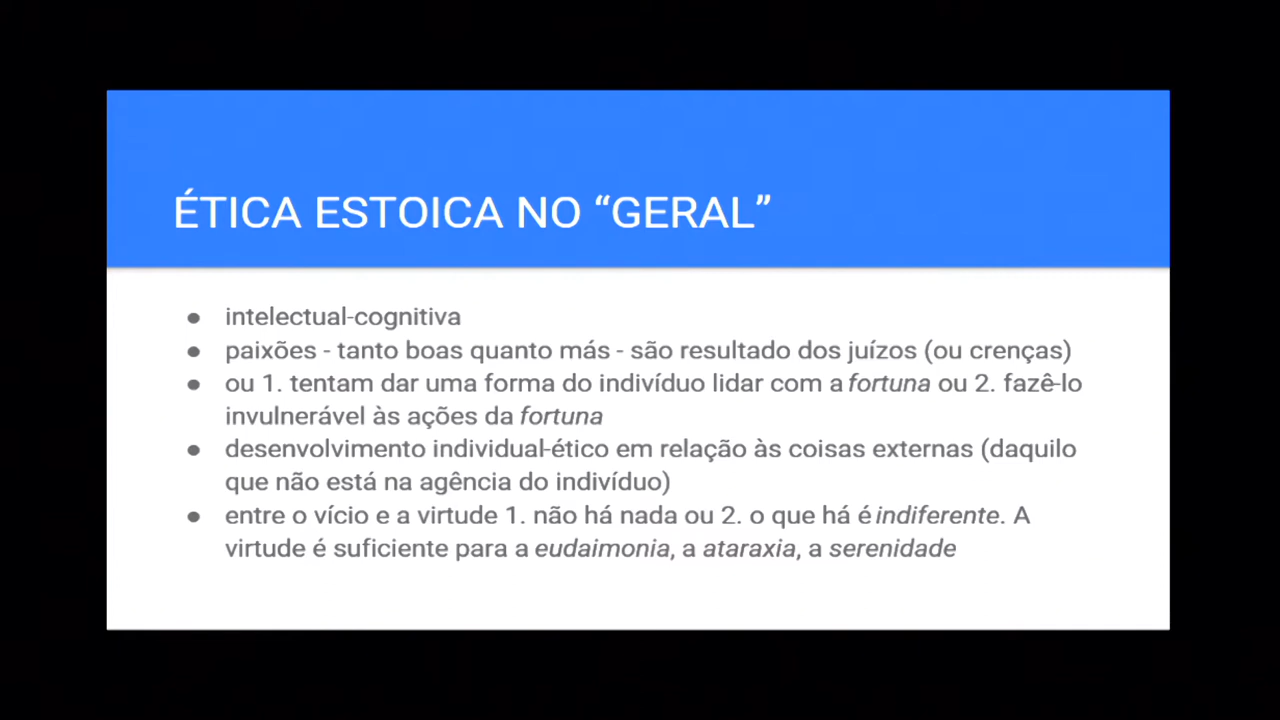 ÉTICA ESTOICA NO “GERAL”
● intelectual-cognitiva
● paixões - tanto boas quanto más - são resultado dos juízos (ou crenças)
● ou 1. tentam dar uma forma do indivíduo lidar com a fortuna ou 2. fazê-lo
invulnerável às ações da fortuna
● desenvolvimento individual-ético em relação às coisas externas (daquilo
que não está na agência do indivíduo)
● entre o vício e a virtude 1. não há nada ou 2. o que há é indiferente. A
virtude é suficiente para a eudaimonia, a ataraxia, a serenidade